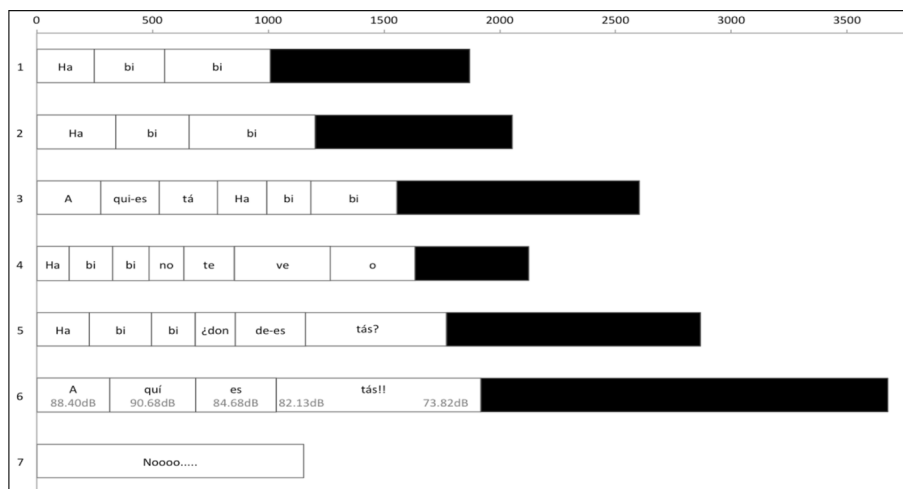 0 500 1000 1500 2000 2500 3000 3500
1 Ha bi bi
2 Ha bi bi
3 A qui-es tá Ha bi bi
4 Ha bi bi no te ve o
5 Ha bi bi ¿don de-es tás?
6 A quí es tás!!
88.40dB 90.68dB 84.68dB 82.13dB 73.82dB
7 Noooo.....